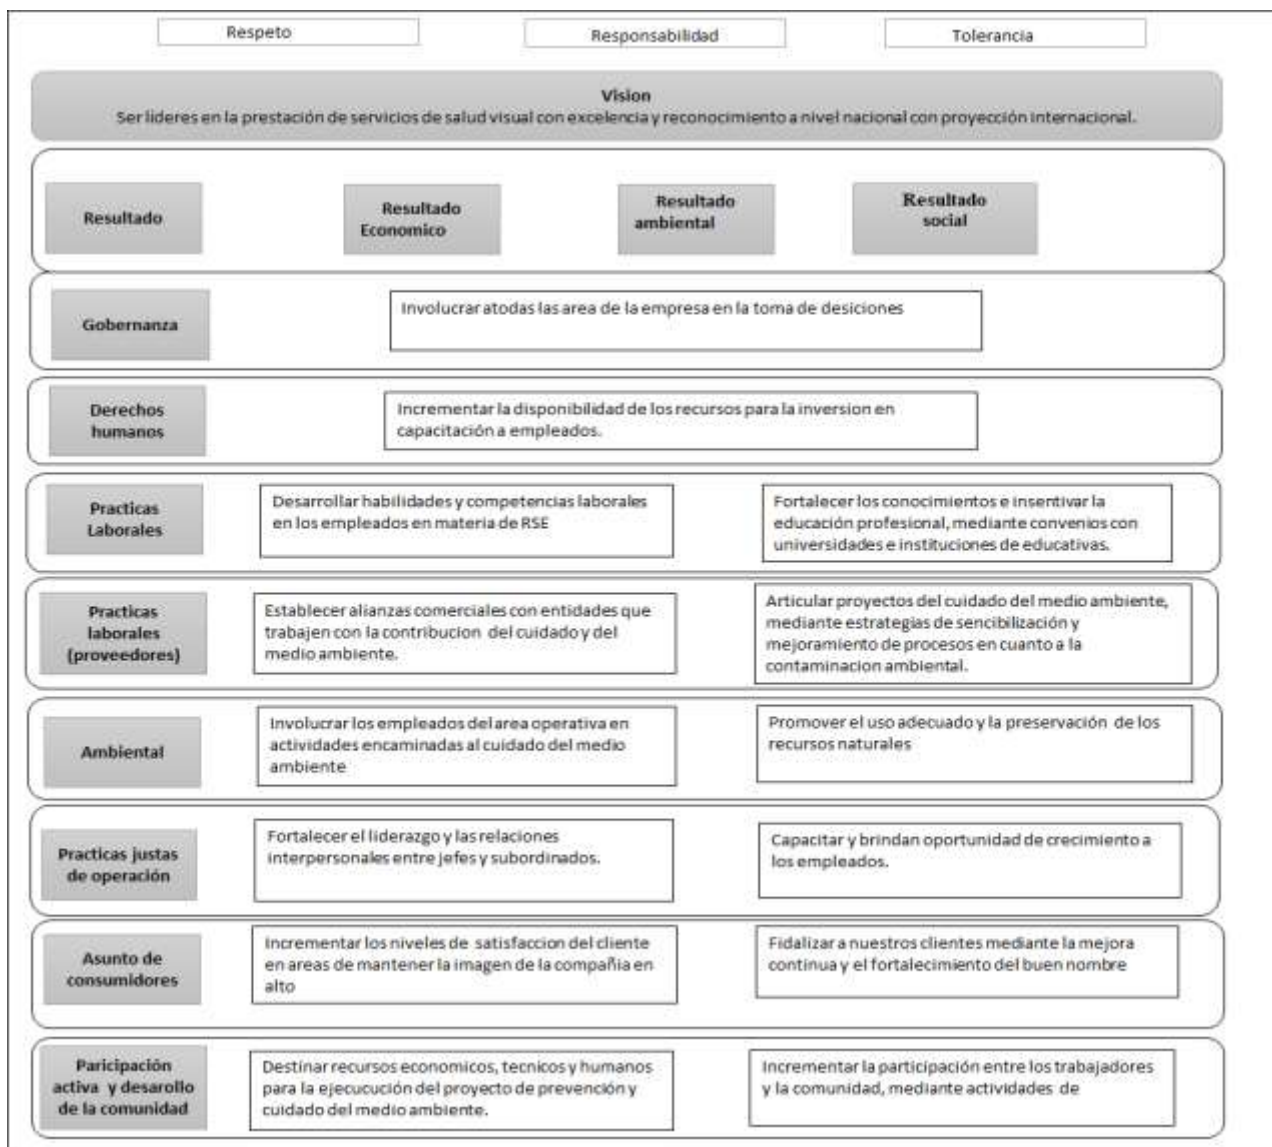 Respeto
Responsabilidad
Tolerancia
Vision
Ser lideres en la prestación de servicios de salud visual con excelencia y reconocimiento a nivel nacional con proyección internacional.
Resultado
Resultado
Economico
Resultado
ambiental
Resultado
social
Gobernanza
Involucrar atodas las area de la empresa en la toma de desiciones
Derechos
humanos
Incrementar la disponibilidad de los recursos para la inversion en
capacitación a empleados.
Practicas
Laborales
Desarrollar habilidades y competencias laborales
en los empleados en materia de RSE
Fortalecer los conocimientos e insentivar la
educación profesional, mediante convenios con
universidades e instituciones de educativas.
Practicas
laborales
(proveedores)
Establecer alianzas comerciales con entidades que
trabajen con la contribucion del cuidado y del
medio ambiente.
Articular proyectos del cuidado del medio ambiente,
mediante estrategias de sencibilización y
mejoramiento de procesos en cuanto a la
contaminacion ambiental.
Ambiental
Involucrar los empleados del area operativa en
actividades encaminadas al cuidado del medio
ambiente
Promover el uso adecuado y la preservación de los
recursos naturales
Practicas justas
de operación
Fortalecer el liderazgo y las relaciones
interpersonales entre jefes y subordinados.
Capacitar y brindan oportunidad de crecimiento a
los empleados.
Asunto de
consumidores
Incrementar los niveles de satisfaccion del cliente
en areas de mantener la imagen de la compañia en
alto
Fidalizar a nuestros clientes mediante la mejora
continua y el fortalecimiento del buen nombre
Paricipación
activa y desarollo
de la comunidad
Destinar recursos economicos, tecnicos y humanos
para la ejecucución del proyecto de prevención y
cuidado del medio ambiente.
Incrementar la participación entre los trabajadores
y la comunidad, mediante actividades de